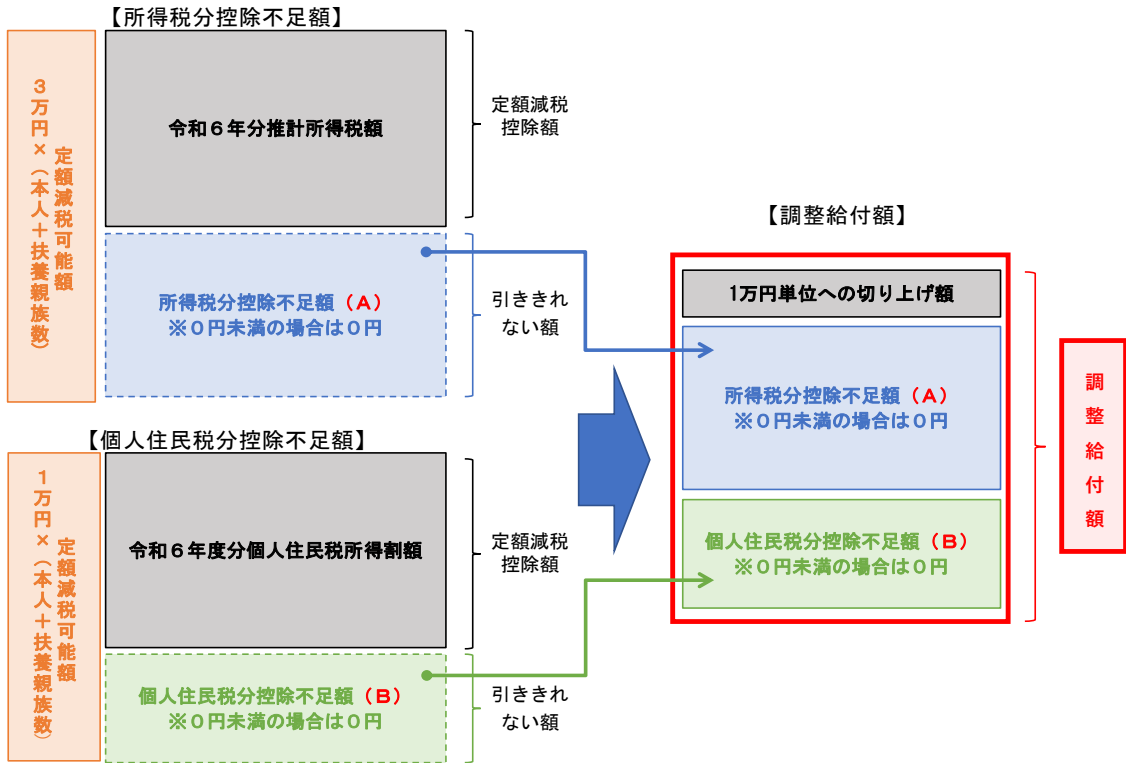 【所得税分控除不足額】
定額減税可能額
３万円×（本人＋扶養親族数）
令和６年分推計所得税額
定額減税
控除額
所得税分控除不足額（Ａ）
※０円未満の場合は０円
引ききれ
ない額
【個人住民税分控除不足額】
定額減税可能額
１万円×（本人＋扶養親族数）
令和６年度分個人住民税所得割額
定額減税
控除額
個人住民税分控除不足額（Ｂ）
※０円未満の場合は０円
引ききれ
ない額
【調整給付額】
1万円単位への切り上げ額
所得税分控除不足額（Ａ）
※０円未満の場合は０円
個人住民税分控除不足額（Ｂ）
※０円未満の場合は０円
調整給付額